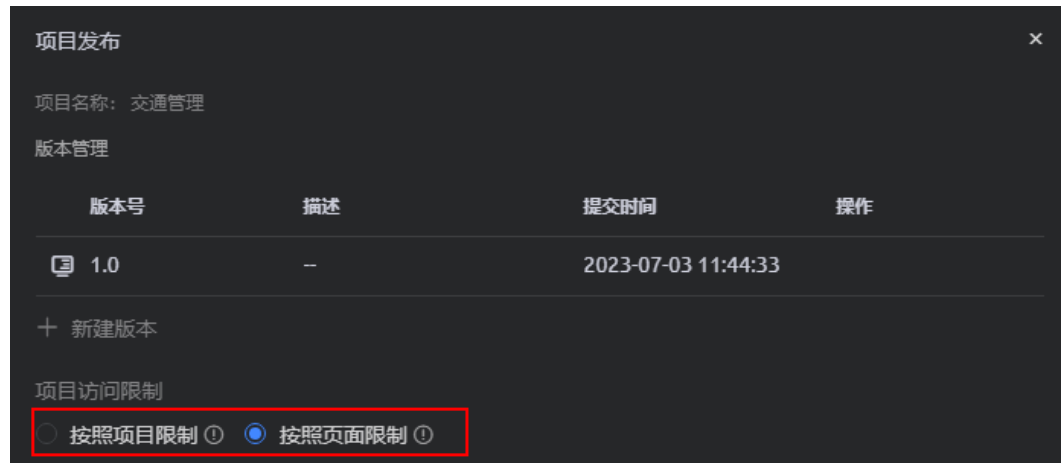 项目发布 ×
项目名称: 交通管理
版本管理
版本号 描述 提交时间 操作
1.0 -- 2023-07-03 11:44:33
＋ 新建版本
项目访问限制
按照项目限制 按照页面限制